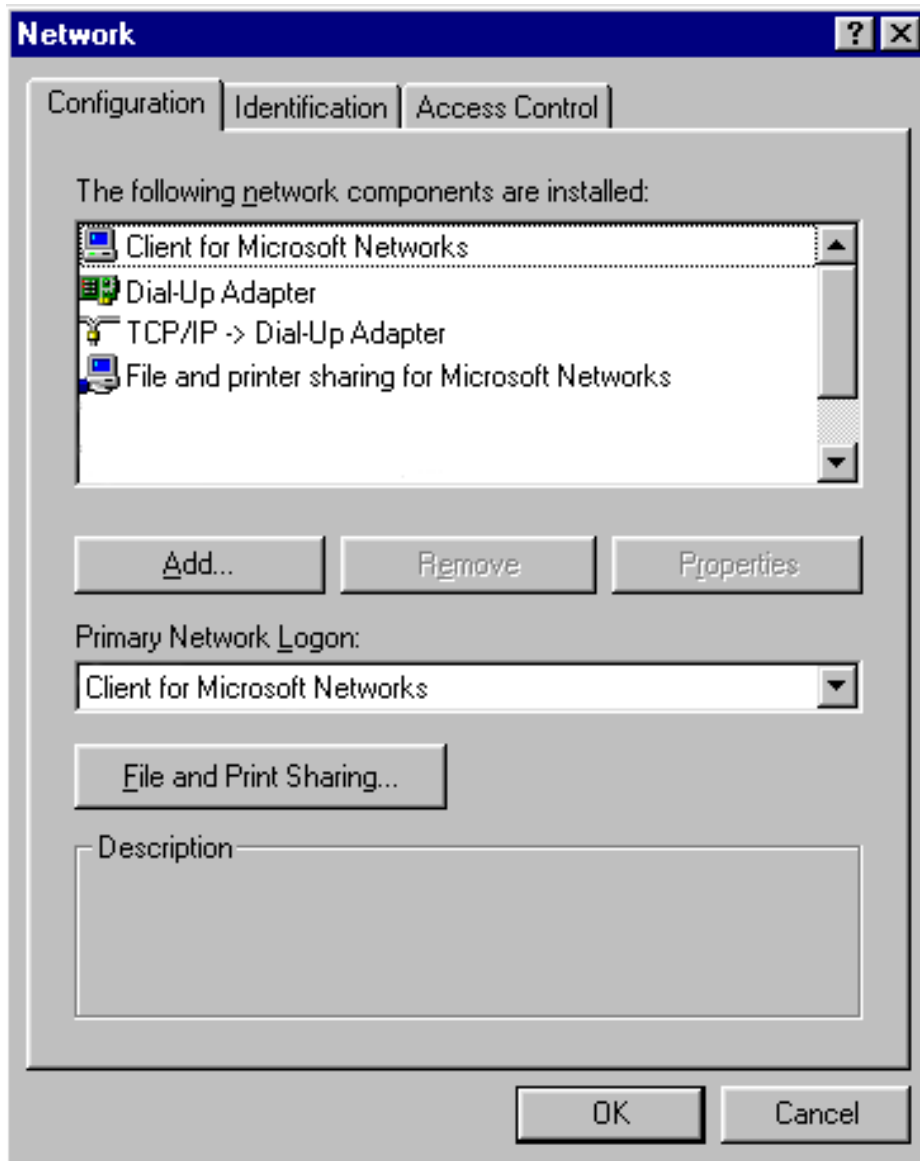 Network
Configuration
Identification
Access Control
The following network components are installed:
Client for Microsoft Networks
Dial-Up Adapter
TCP/IP -> Dial-Up Adapter
File and printer sharing for Microsoft Networks
Add...
Remove
Properties
Primary Network Logon:
Client for Microsoft Networks
File and Print Sharing...
Description
OK
Cancel